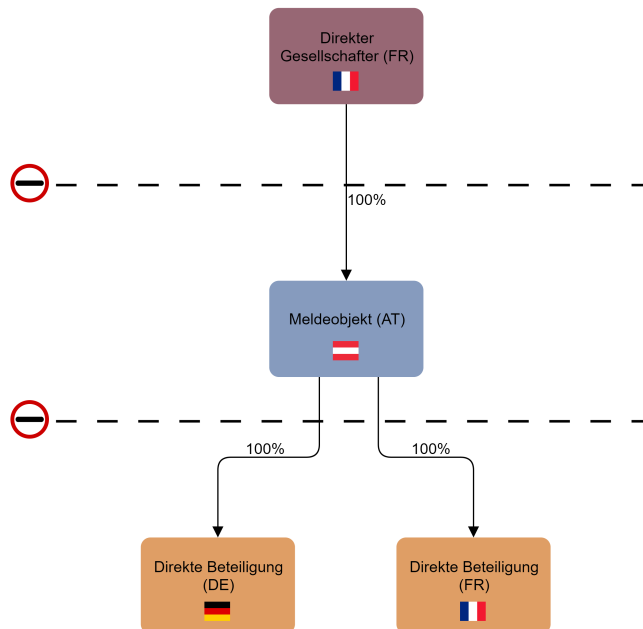 Direkter
Gesellschafter (FR)
100%
Meldeobjekt (AT)
100%
100%
Direkte Beteiligung
(DE)
Direkte Beteiligung
(FR)